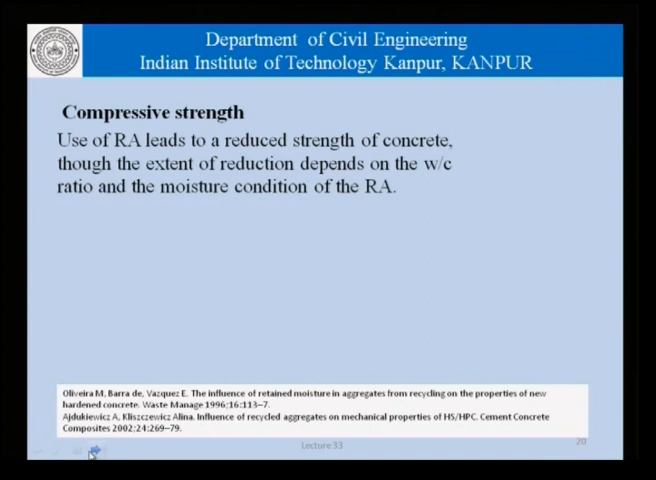 Department of Civil Engineering
Indian Institute of Technology Kanpur, KANPUR
Compressive strength
Use of RA leads to a reduced strength of concrete,
though the extent of reduction depends on the w/c
ratio and the moisture condition of the RA.
Oliveira M, Barra de, Vazquez E. The influence of retained moisture in aggregates from recycling on the properties of new
hardened concrete. Waste Manage 1996;16:113–7.
Ajdukiewicz A, Kliszczewicz Alina. Influence of recycled aggregates on mechanical properties of HS/HPC. Cement Concrete
Composites 2002;24:269–79.
Lecture 33
20